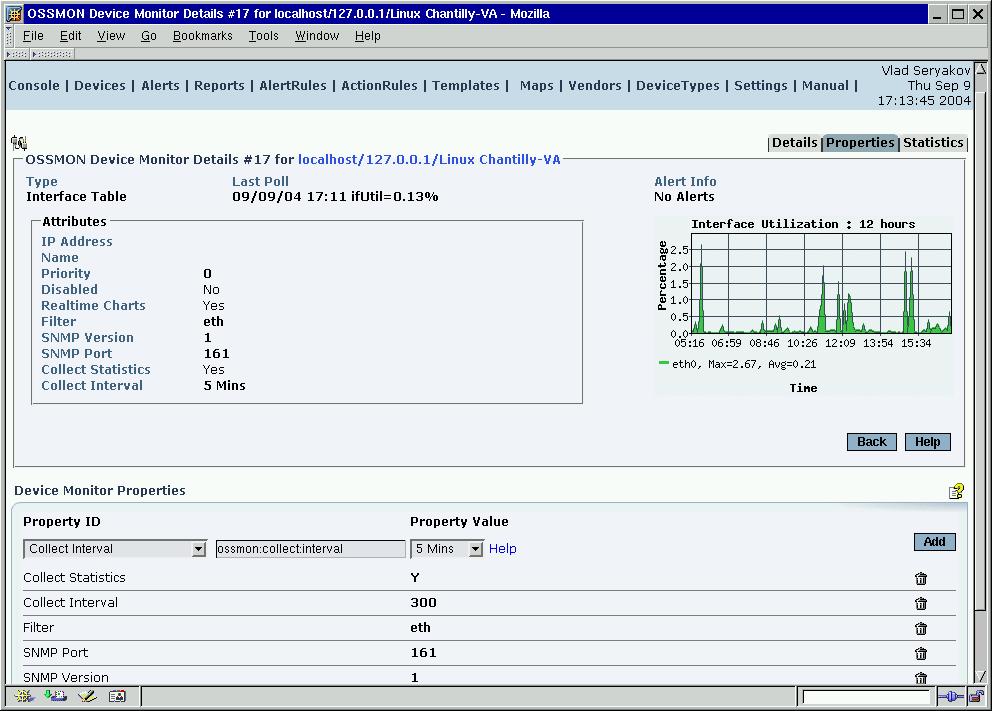 OSSMON Device Monitor Details #17 for localhost/127.0.0.1/Linux Chantilly-VA - Mozilla
File Edit View Go Bookmarks Tools Window Help
Vlad Seryakov
Console | Devices | Alerts | Reports | AlertRules | ActionRules | Templates | Maps | Vendors | DeviceTypes | Settings | Manual |
Thu Sep 9
17:13:45 2004
Details Properties Statistics
OSSMON Device Monitor Details #17 for localhost/127.0.0.1/Linux Chantilly-VA
Type Last Poll Alert Info
Interface Table 09/09/04 17:11 ifUtil=0.13% No Alerts
Attributes
IP Address
Name
Priority 0
Disabled No
Realtime Charts Yes
Filter eth
SNMP Version 1
SNMP Port 161
Collect Statistics Yes
Collect Interval 5 Mins
Interface Utilization : 12 hours
Percentage
2.5
2.0
1.5
1.0
0.5
0.0
05:16 06:59 08:46 10:26 12:09 13:54 15:34
eth0, Max=2.67, Avg=0.21
Time
Back Help
Device Monitor Properties
Property ID Property Value
Collect Interval ossmon:collect:interval 5 Mins Help Add
Collect Statistics Y
Collect Interval 300
Filter eth
SNMP Port 161
SNMP Version 1